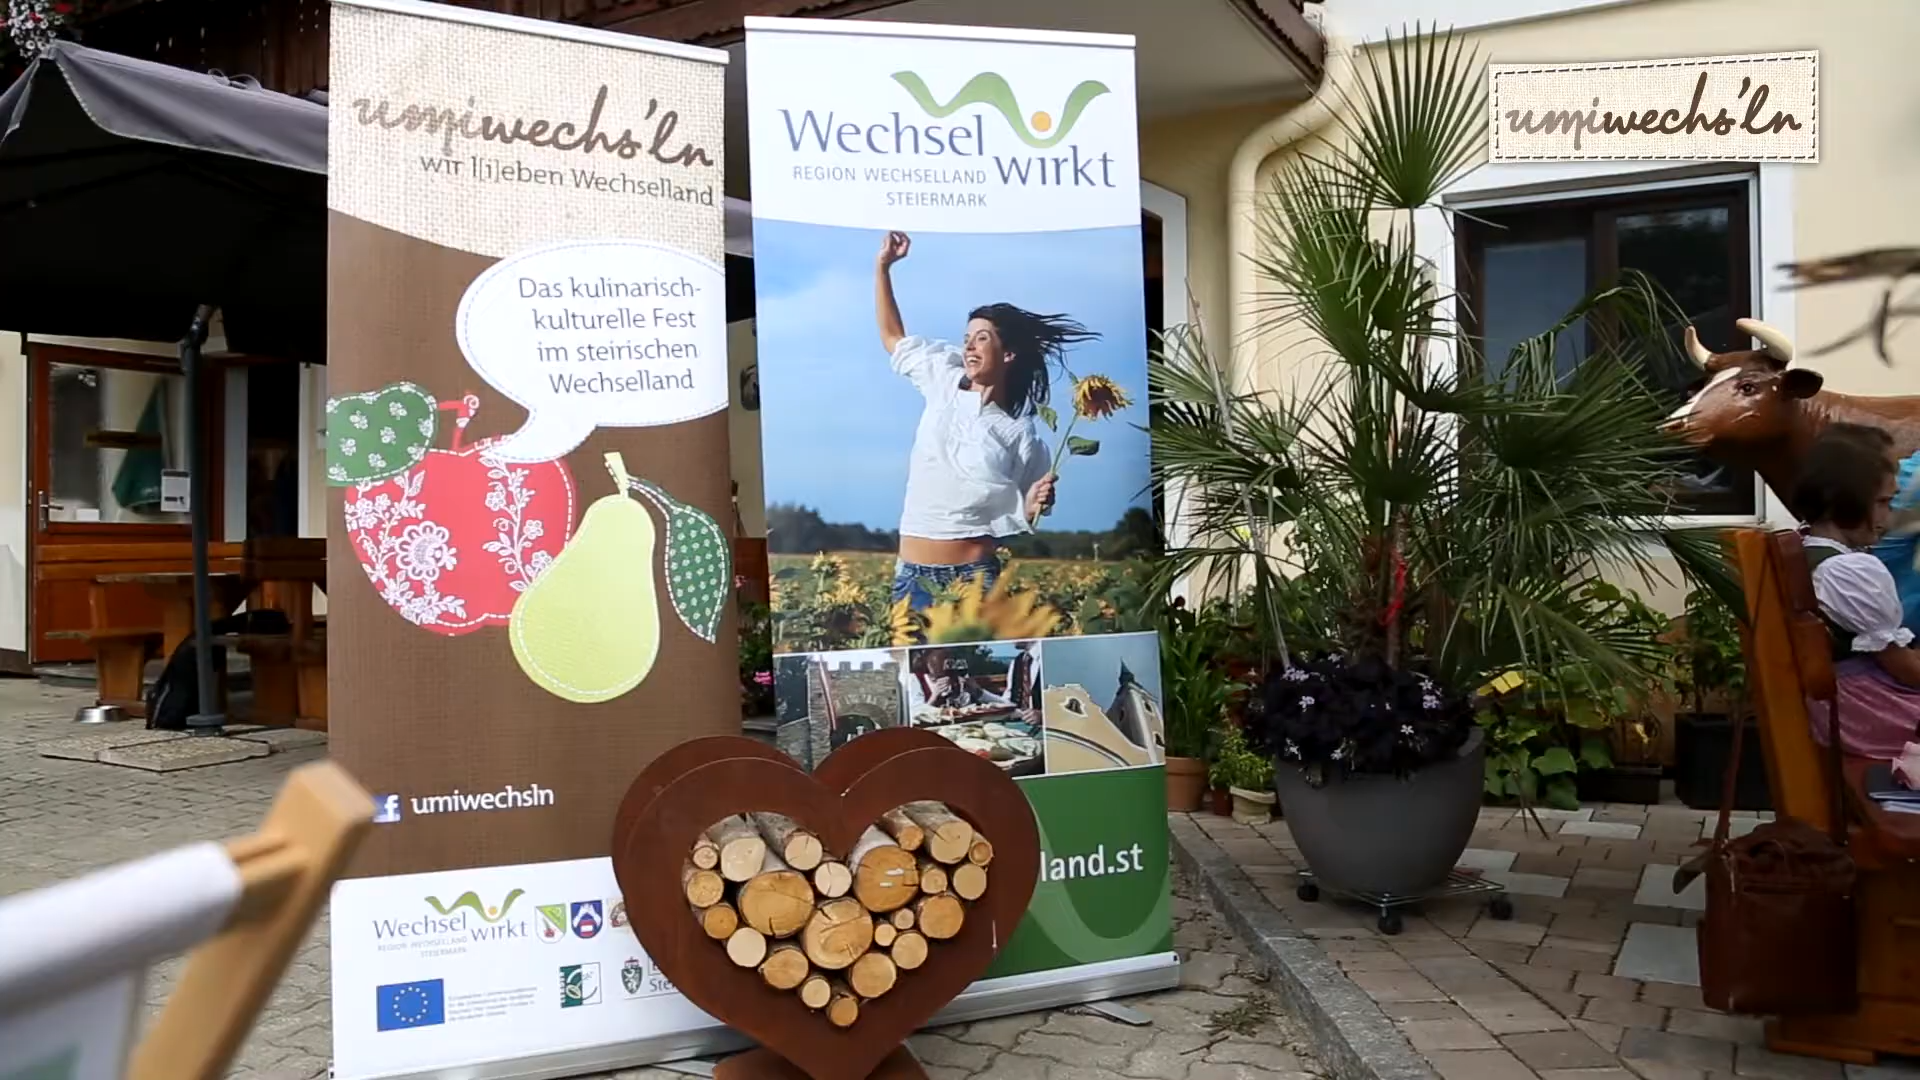 umiwechs'ln
wir l[i]eben Wechselland
Das kulinarisch-
kulturelle Fest
im steirischen
Wechselland
umiwechsln
Wechsel
wirkt
REGION WECHSELLAND
STEIERMARK
Wechsel
wirkt
REGION WECHSELLAND
STEIERMARK
land.st
umiwechs'ln